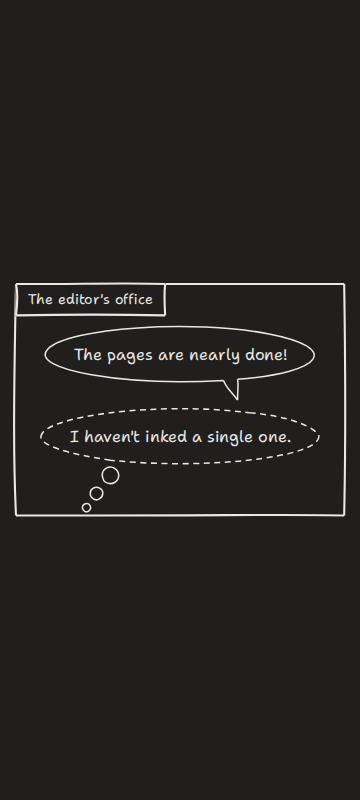 The editor's office
The pages are nearly done!
I haven't inked a single one.